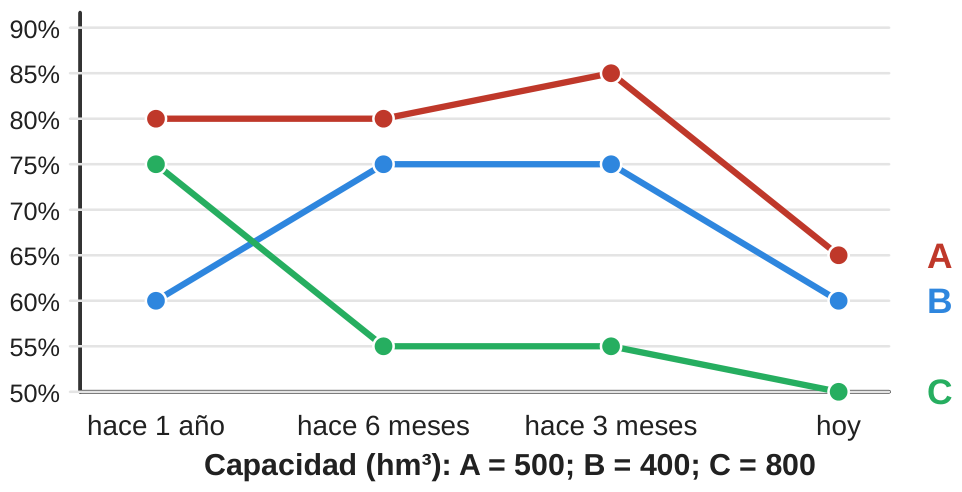 90%
85%
80%
75%
70%
65%
60%
55%
50%
A
B
C
hace 1 año hace 6 meses hace 3 meses hoy
Capacidad (hm³): A = 500; B = 400; C = 800